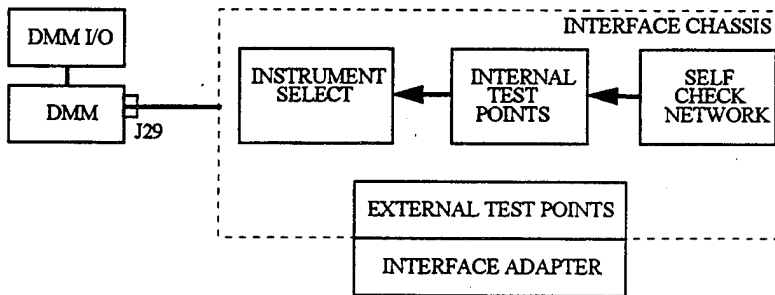 INTERFACE CHASSIS
DMM I/O
DMM
J29
INSTRUMENT
SELECT
INTERNAL
TEST
POINTS
SELF
CHECK
NETWORK
EXTERNAL TEST POINTS
INTERFACE ADAPTER